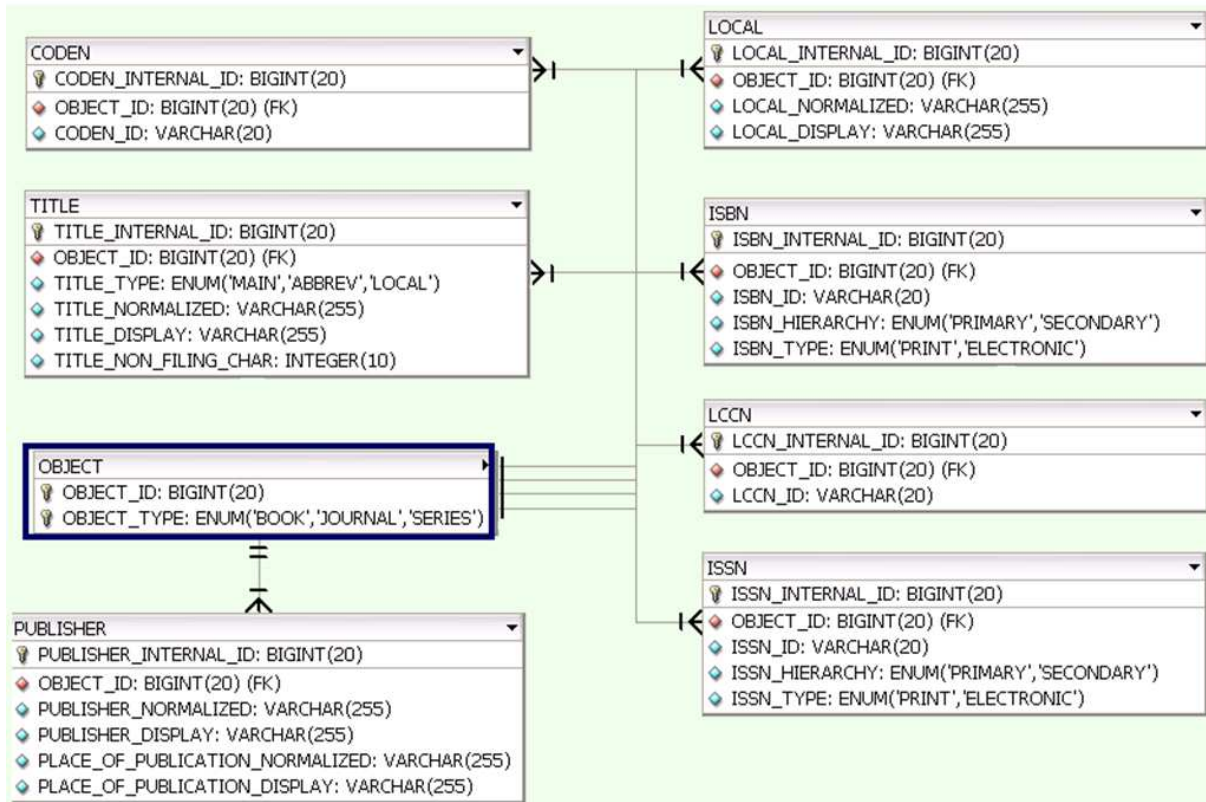 CODEN
CODEN_INTERNAL_ID: BIGINT(20)
OBJECT_ID: BIGINT(20) (FK)
CODEN_ID: VARCHAR(20)
TITLE
TITLE_INTERNAL_ID: BIGINT(20)
OBJECT_ID: BIGINT(20) (FK)
TITLE_TYPE: ENUM('MAIN','ABBREV','LOCAL')
TITLE_NORMALIZED: VARCHAR(255)
TITLE_DISPLAY: VARCHAR(255)
TITLE_NON_FILING_CHAR: INTEGER(10)
OBJECT
OBJECT_ID: BIGINT(20)
OBJECT_TYPE: ENUM('BOOK','JOURNAL','SERIES')
PUBLISHER
PUBLISHER_INTERNAL_ID: BIGINT(20)
OBJECT_ID: BIGINT(20) (FK)
PUBLISHER_NORMALIZED: VARCHAR(255)
PUBLISHER_DISPLAY: VARCHAR(255)
PLACE_OF_PUBLICATION_NORMALIZED: VARCHAR(255)
PLACE_OF_PUBLICATION_DISPLAY: VARCHAR(255)
LOCAL
LOCAL_INTERNAL_ID: BIGINT(20)
OBJECT_ID: BIGINT(20) (FK)
LOCAL_NORMALIZED: VARCHAR(255)
LOCAL_DISPLAY: VARCHAR(255)
ISBN
ISBN_INTERNAL_ID: BIGINT(20)
OBJECT_ID: BIGINT(20) (FK)
ISBN_ID: VARCHAR(20)
ISBN_HIERARCHY: ENUM('PRIMARY','SECONDARY')
ISBN_TYPE: ENUM('PRINT','ELECTRONIC')
LCCN
LCCN_INTERNAL_ID: BIGINT(20)
OBJECT_ID: BIGINT(20) (FK)
LCCN_ID: VARCHAR(20)
ISSN
ISSN_INTERNAL_ID: BIGINT(20)
OBJECT_ID: BIGINT(20) (FK)
ISSN_ID: VARCHAR(20)
ISSN_HIERARCHY: ENUM('PRIMARY','SECONDARY')
ISSN_TYPE: ENUM('PRINT','ELECTRONIC')